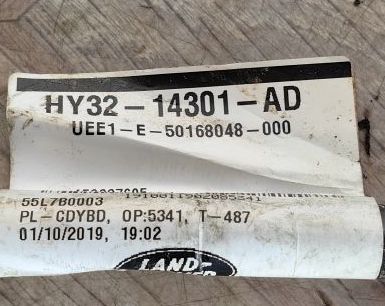 HY32-14301-AD
UEE1-E-50168048-000
55L7B0003
PL-CDYBD, OP:5341, T-487
01/10/2019, 19:02
LAND-